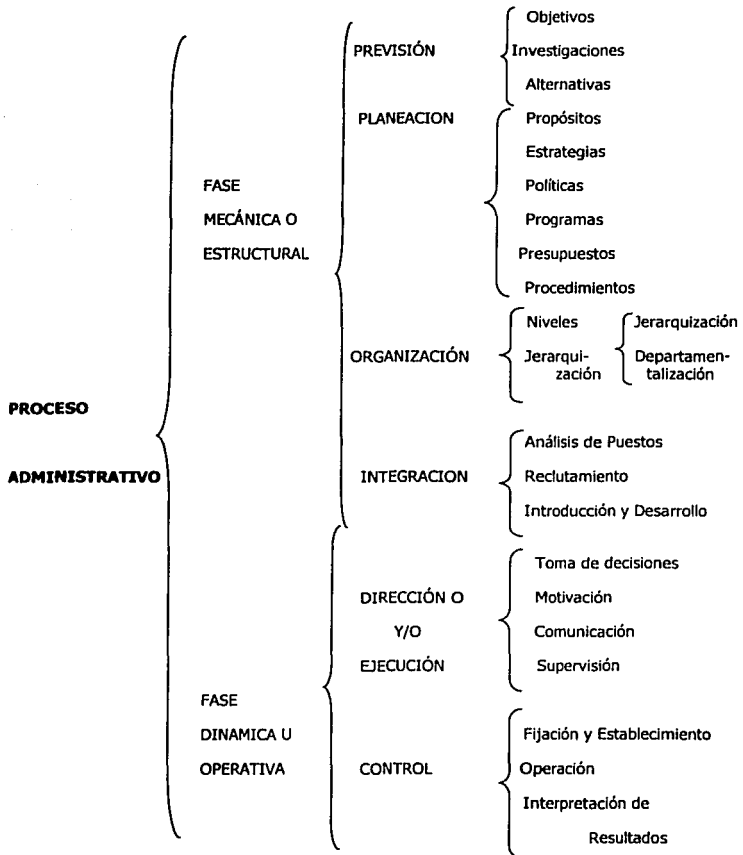 PROCESO
ADMINISTRATIVO
FASE
MECÁNICA O
ESTRUCTURAL
PREVISIÓN
Objetivos
Investigaciones
Alternativas
PLANEACION
Propósitos
Estrategias
Políticas
Programas
Presupuestos
Procedimientos
ORGANIZACIÓN
Niveles
Jerarqui-
zación
Jerarquización
Departamen-
talización
INTEGRACION
Análisis de Puestos
Reclutamiento
Introducción y Desarrollo
FASE
DINAMICA U
OPERATIVA
DIRECCIÓN O
Y/O
EJECUCIÓN
Toma de decisiones
Motivación
Comunicación
Supervisión
CONTROL
Fijación y Establecimiento
Operación
Interpretación de
Resultados